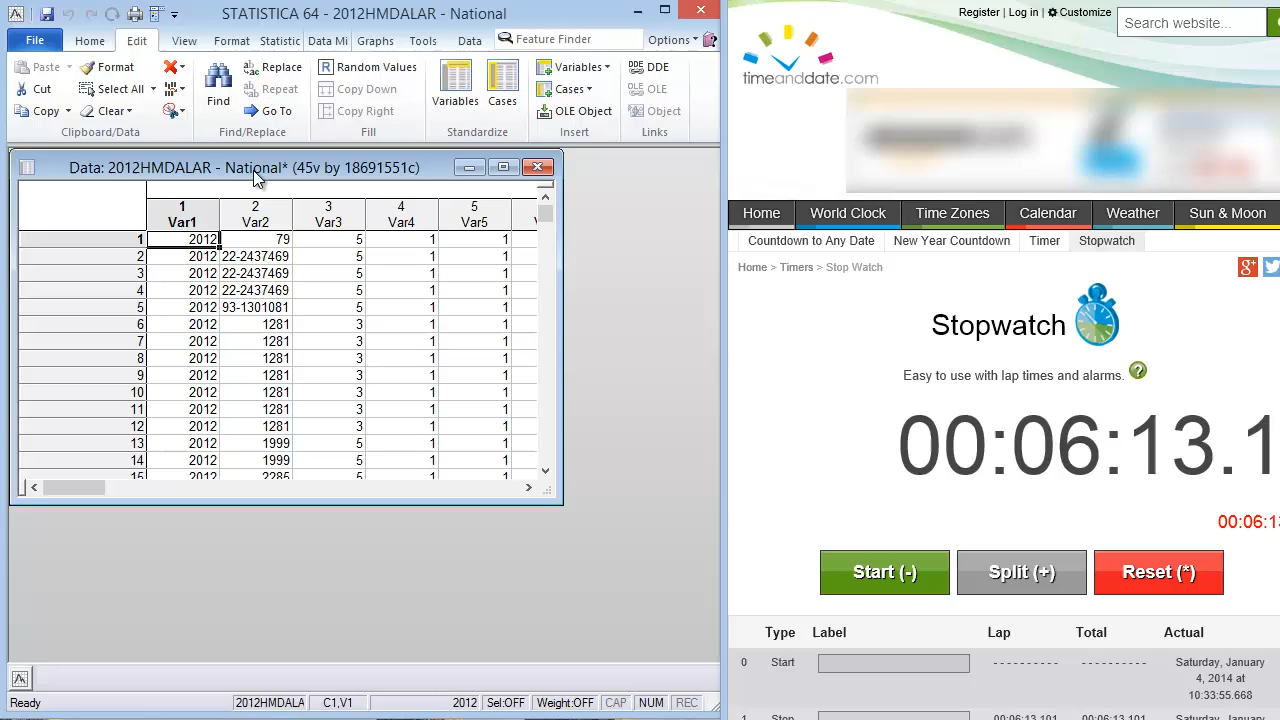 STATISTICA 64 - 2012HMDALAR - National
File Home Edit View Format Statistic Data Mi Graphs Tools Data Feature Finder Options
Forma Replace Random Values Variables DDE
Cut Select All Repeat Copy Down Cases OLE
Find Variables Cases
Copy Clear Go To Copy Right OLE Object Object
Clipboard/Data Find/Replace Fill Standardize Insert Links
Data: 2012HMDALAR - National* (45v by 18691551c)
1 2 3 4 5
Var1 Var2 Var3 Var4 Var5
1 2012 79 5 1 1
2 2012 22-2437469 5 1 1
3 2012 22-2437469 5 1 1
4 2012 22-2437469 5 1 1
5 2012 93-1301081 5 1 1
6 2012 1281 3 1 1
7 2012 1281 3 1 1
8 2012 1281 3 1 1
9 2012 1281 3 1 1
10 2012 1281 3 1 1
11 2012 1281 3 1 1
12 2012 1281 3 1 1
13 2012 1999 5 1 1
14 2012 1999 5 1 1
15 2012 2286 5 1 1
Ready 2012HMDALA C1,V1 2012 Sel:OFF Weight:OFF CAP NUM REC
Register | Log in | Customize Search website...
timeanddate.com
Home World Clock Time Zones Calendar Weather Sun & Moon
Countdown to Any Date New Year Countdown Timer Stopwatch
Home > Timers > Stop Watch
g+
Stopwatch
Easy to use with lap times and alarms. ?
00:06:13.1
00:06:13
Start (-) Split (+) Reset (*)
Type Label Lap Total Actual
0 Start ---------- ---------- Saturday, January
4, 2014 at
10:33:55.668
1 Stop 00:06:13.101 00:06:13.101 Saturday, January